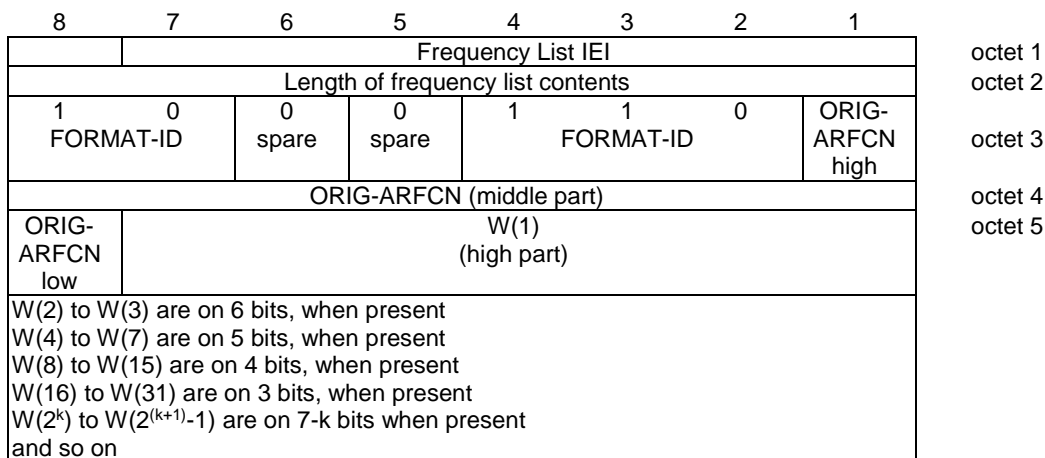 8 7 6 5 4 3 2 1
Frequency List IEI octet 1
Length of frequency list contents octet 2
1 0 0 0 1 1 0 ORIG-
FORMAT-ID spare spare FORMAT-ID ARFCN octet 3
high
ORIG-ARFCN (middle part) octet 4
ORIG- W(1) octet 5
ARFCN (high part)
low
W(2) to W(3) are on 6 bits, when present
W(4) to W(7) are on 5 bits, when present
W(8) to W(15) are on 4 bits, when present
W(16) to W(31) are on 3 bits, when present
W(2^k) to W(2^(k+1)-1) are on 7-k bits when present
and so on